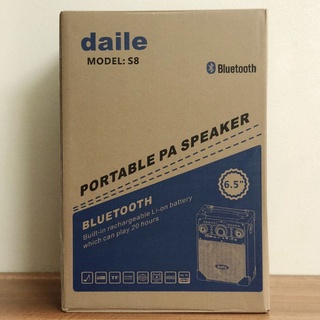 daile
MODEL: S8
Bluetooth
PORTABLE PA SPEAKER
6.5"
BLUETOOTH
Built-in rechargeable Li-on battery
which can play 20 hours
TF